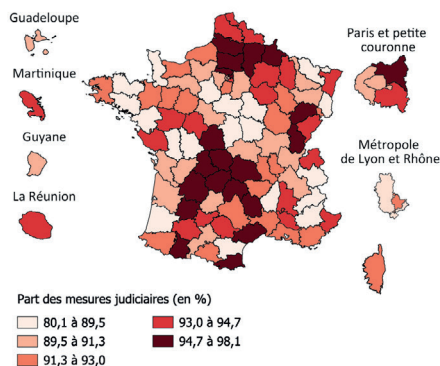 Guadeloupe
Martinique
Guyane
La Réunion
Paris et petite
couronne
Métropole
de Lyon et Rhône
Part des mesures judiciaires (en %)
80,1 à 89,5
89,5 à 91,3
91,3 à 93,0
93,0 à 94,7
94,7 à 98,1